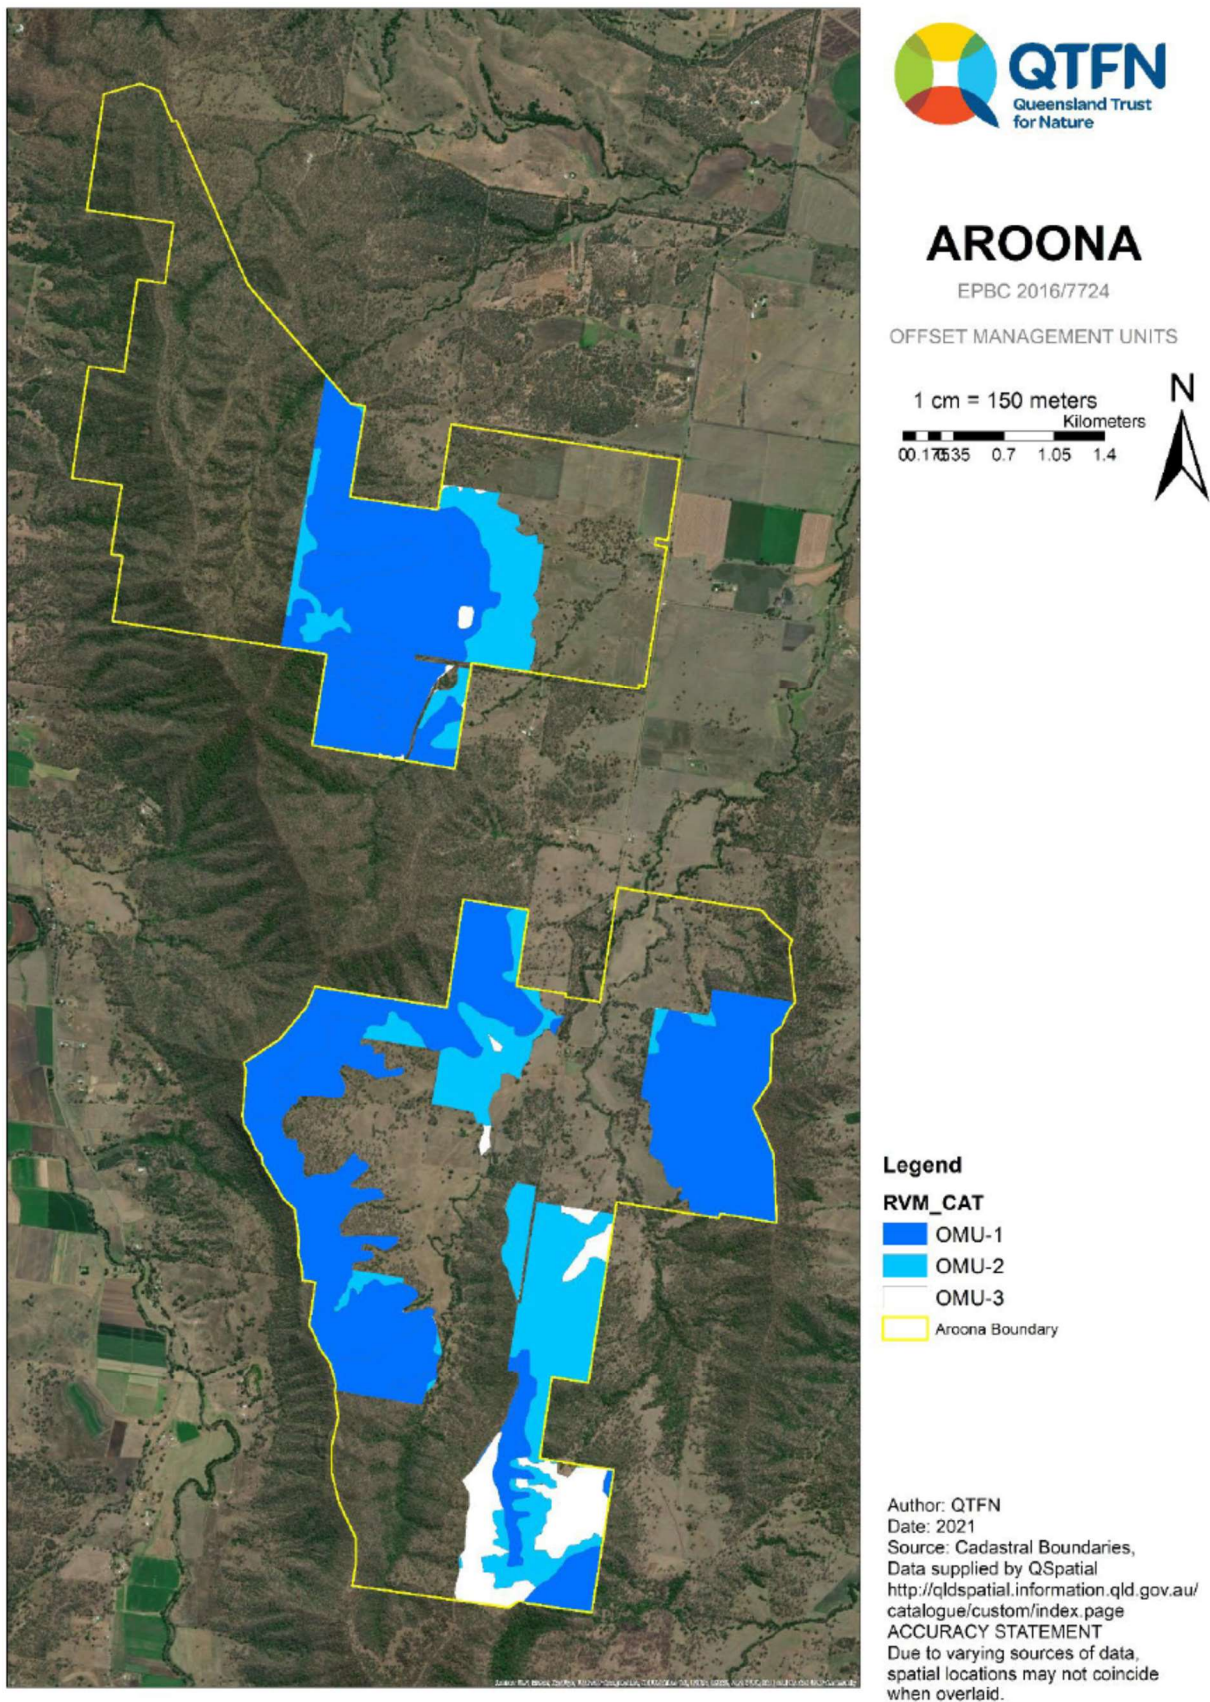 QTFN
Queensland Trust
for Nature
AROONA
EPBC 2016/7724
OFFSET MANAGEMENT UNITS
N
1 cm = 150 meters
Kilometers
0.7 1.05 1.4
Legend
RVM_CAT
OMU-1
OMU-2
OMU-3
Aroona Boundary
Author: QTFN
Date: 2021
Source: Cadastral Boundaries,
Data supplied by QSpatial
http://qldspatial.information.qld.gov.au/
catalogue/custom/index.page
ACCURACY STATEMENT
Due to varying sources of data,
spatial locations may not coincide
when overlaid.